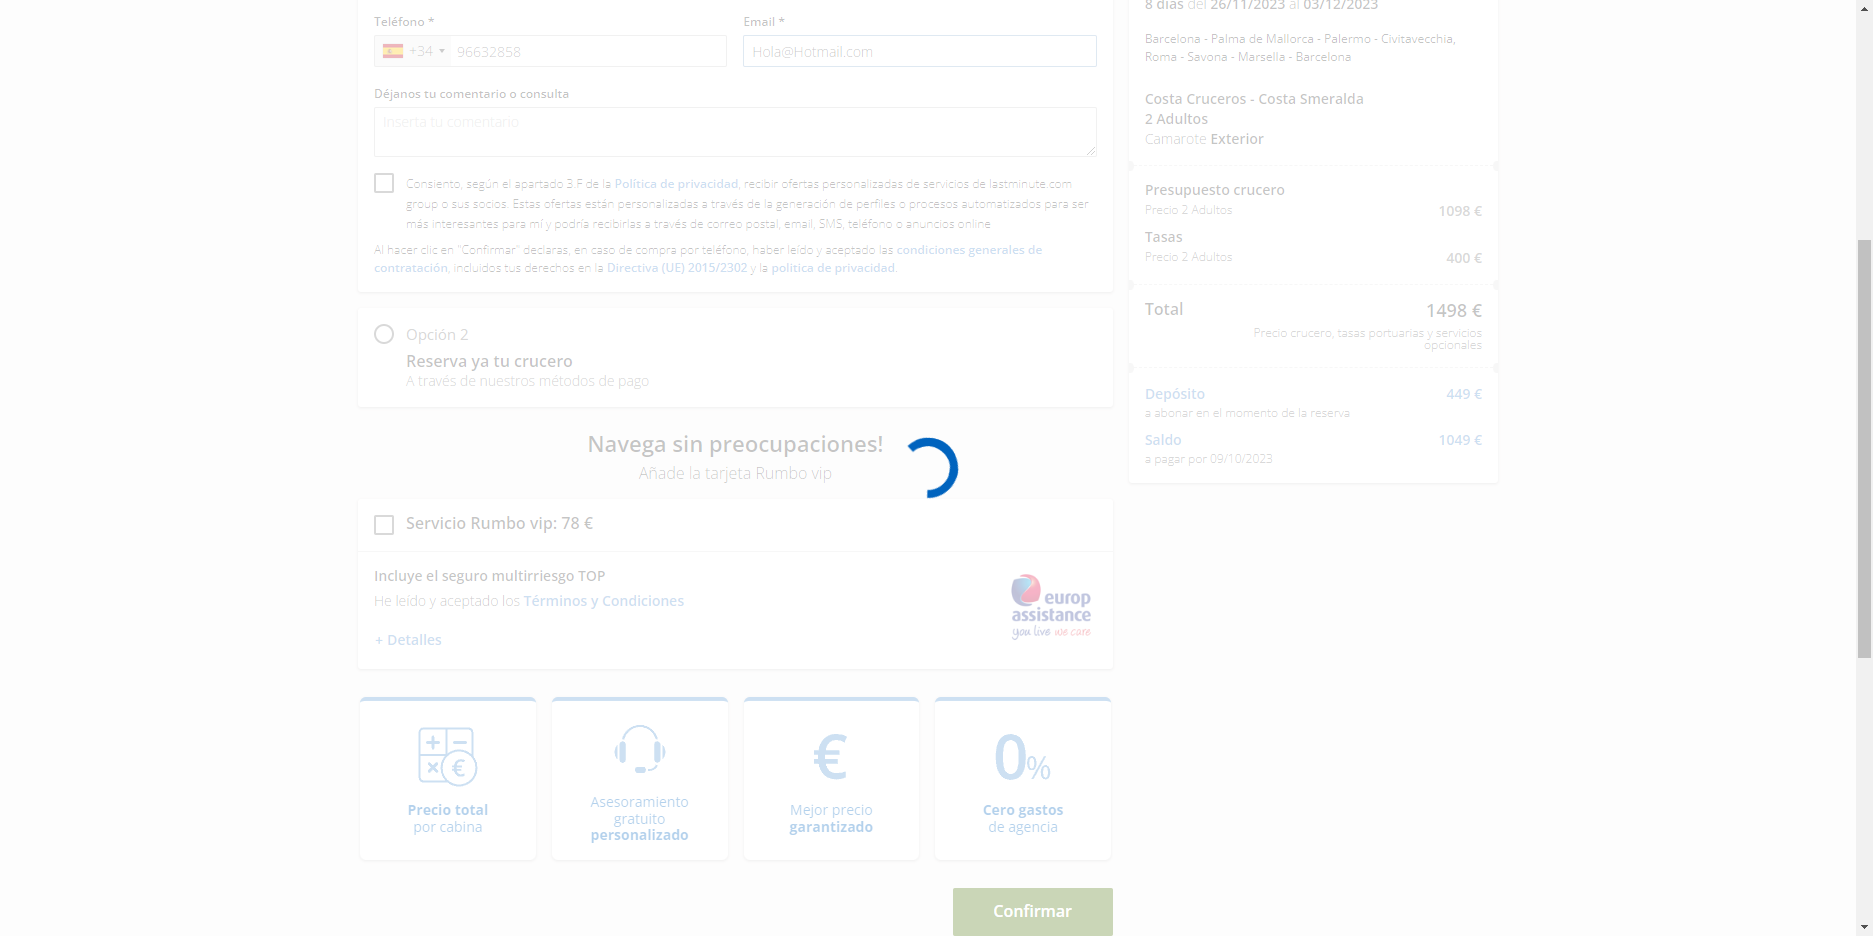 Teléfono *
Email *
+34
96632858
Hola@Hotmail.com
Déjanos tu comentario o consulta
Inserta tu comentario
Consiento, según el apartado 3.F de la Política de privacidad, recibir ofertas personalizadas de servicios de lastminute.com
group o sus socios. Estas ofertas están personalizadas a través de la generación de perfiles o procesos automatizados para ser
más interesantes para mí y podría recibirlas a través de correo postal, email, SMS, teléfono o anuncios online
Al hacer clic en "Confirmar" declaras, en caso de compra por teléfono, haber leído y aceptado las condiciones generales de
contratación, incluidos tus derechos en la Directiva (UE) 2015/2302 y la politica de privacidad.
Opción 2
Reserva ya tu crucero
A través de nuestros métodos de pago
Navega sin preocupaciones!
Añade la tarjeta Rumbo vip
Servicio Rumbo vip: 78 €
Incluye el seguro multirriesgo TOP
He leído y aceptado los Términos y Condiciones
+ Detalles
europ
assistance
you live we care
Precio total
por cabina
Asesoramiento
gratuito
personalizado
€
Mejor precio
garantizado
0%
Cero gastos
de agencia
Confirmar
8 días del 26/11/2023 al 03/12/2023
Barcelona - Palma de Mallorca - Palermo - Civitavecchia,
Roma - Savona - Marsella - Barcelona
Costa Cruceros - Costa Smeralda
2 Adultos
Camarote Exterior
Presupuesto crucero
Precio 2 Adultos
1098 €
Tasas
Precio 2 Adultos
400 €
Total
1498 €
Precio crucero, tasas portuarias y servicios
opcionales
Depósito
449 €
a abonar en el momento de la reserva
Saldo
1049 €
a pagar por 09/10/2023